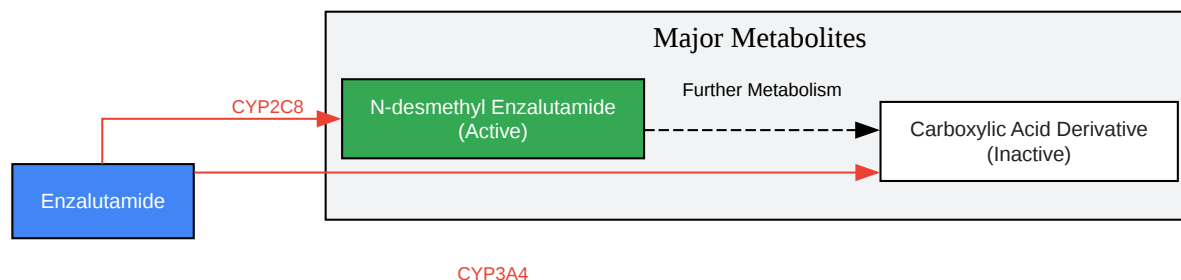 Major Metabolites
CYP2C8
N-desmethyl Enzalutamide
(Active)
Further Metabolism
Carboxylic Acid Derivative
(Inactive)
Enzalutamide
CYP3A4